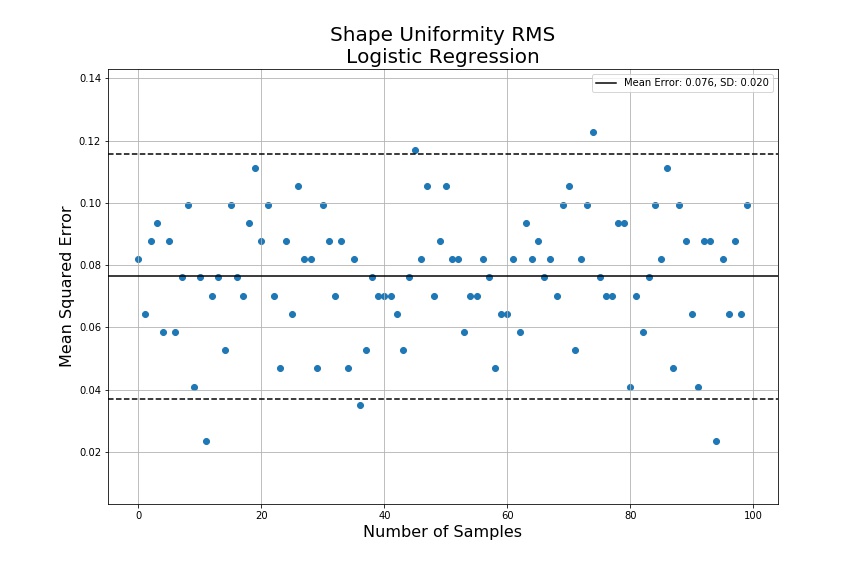 Shape Uniformity RMS
Logistic Regression
Mean Error: 0.076, SD: 0.020
Mean Squared Error
0.14
0.12
0.10
0.08
0.06
0.04
0.02
0 20 40 60 80 100
Number of Samples